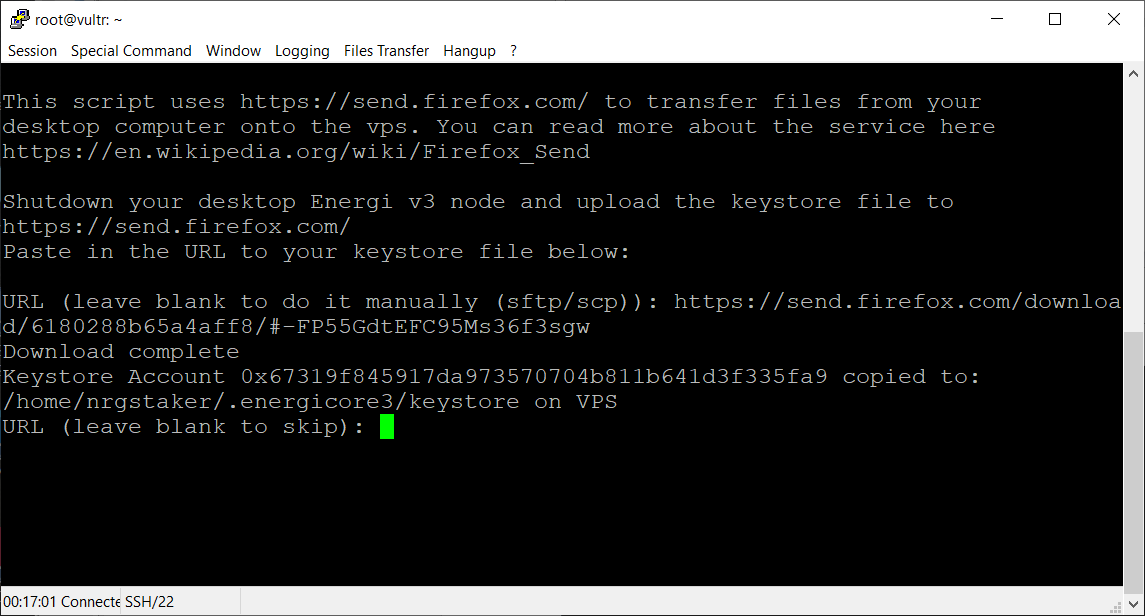 root@vultr: ~
Session Special Command Window Logging Files Transfer Hangup ?
This script uses https://send.firefox.com/ to transfer files from your
desktop computer onto the vps. You can read more about the service here
https://en.wikipedia.org/wiki/Firefox_Send
Shutdown your desktop Energi v3 node and upload the keystore file to
https://send.firefox.com/
Paste in the URL to your keystore file below:
URL (leave blank to do it manually (sftp/scp)): https://send.firefox.com/downloa
d/6180288b65a4aff8/#-FP55GdtEFC95Ms36f3sgw
Download complete
Keystore Account 0x67319f845917da973570704b811b641d3f335fa9 copied to:
/home/nrgstaker/.energicore3/keystore on VPS
URL (leave blank to skip):
00:17:01 Connecte SSH/22